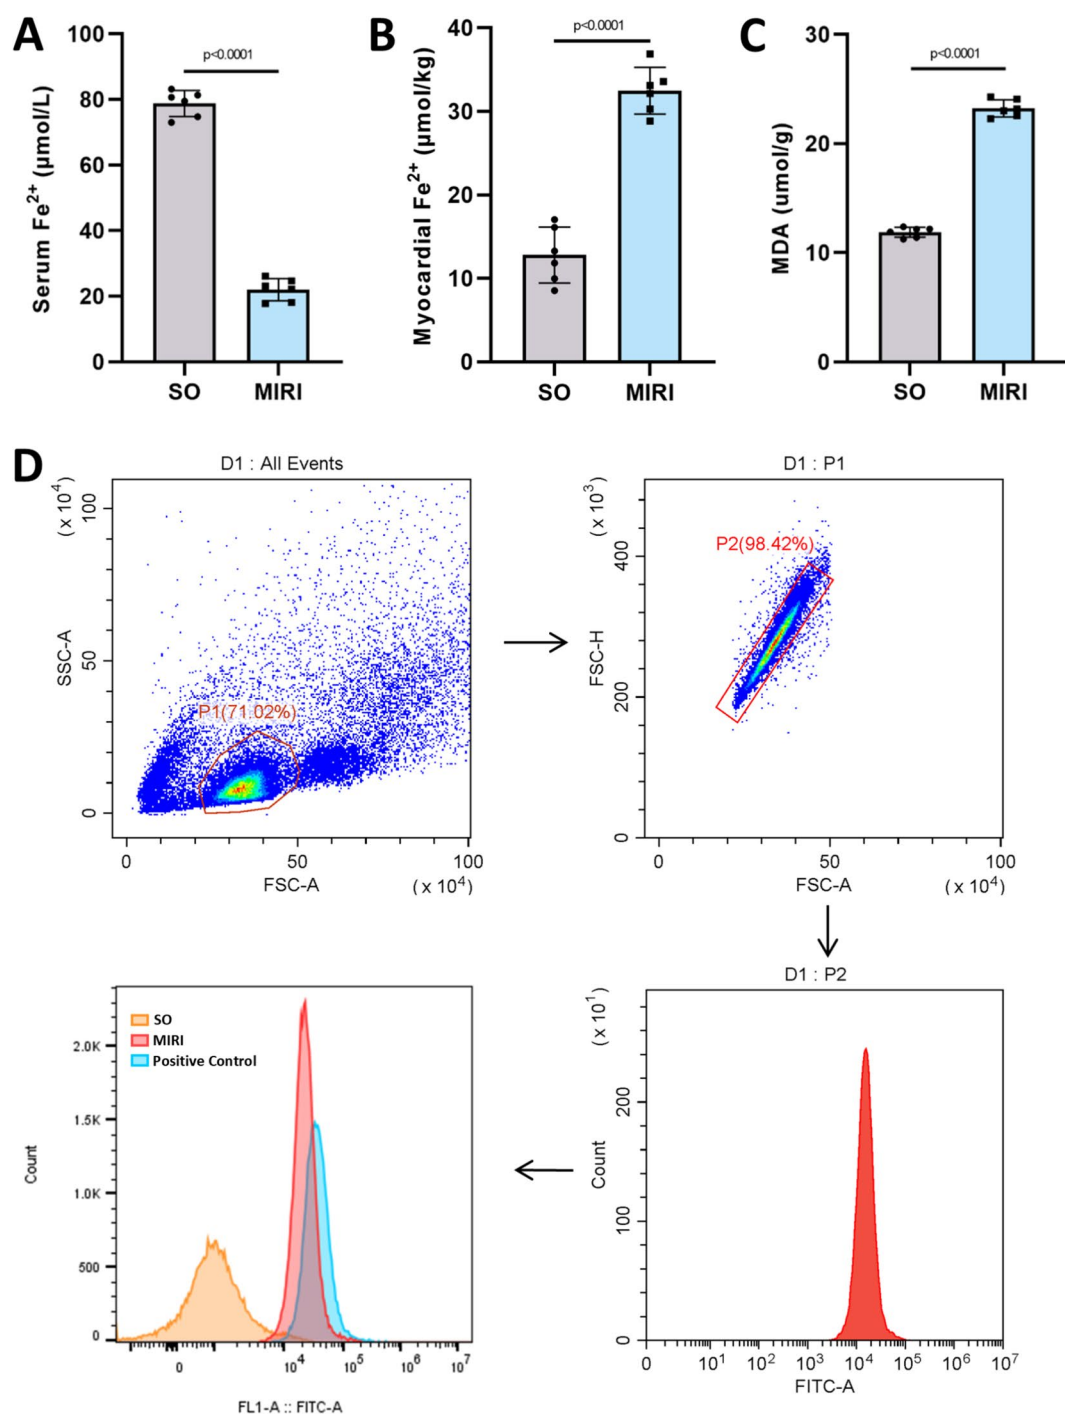 A
Serum Fe²⁺ (µmol/L)
100
80
60
40
20
0
p<0.0001
SO MIRI
B
Myocardial Fe²⁺ (µmol/kg)
40
30
20
10
0
p<0.0001
SO MIRI
C
MDA (umol/g)
30
20
10
0
p<0.0001
SO MIRI
D
D1 : All Events
(x 10⁴)
SSC-A
100
50
0
P1(71.02%)
0 50 100
FSC-A (x 10⁴)
D1 : P1
(x 10³)
FSC-H
400
200
0
P2(98.42%)
0 50 100
FSC-A (x 10⁴)
SO
MIRI
Positive Control
Count
2.0K
1.5K
1.0K
500
0
0 10⁴ 10⁵ 10⁶ 10⁷
FL1-A :: FITC-A
D1 : P2
(x 10¹)
Count
200
100
0
0 10¹ 10² 10³ 10⁴ 10⁵ 10⁶ 10⁷
FITC-A